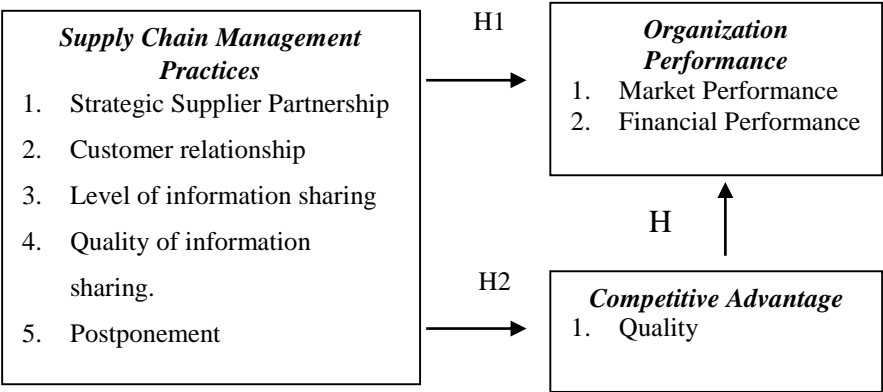 Supply Chain Management
Practices
1. Strategic Supplier Partnership
2. Customer relationship
3. Level of information sharing
4. Quality of information
sharing.
5. Postponement
H1
Organization
Performance
1. Market Performance
2. Financial Performance
H
H2
Competitive Advantage
1. Quality